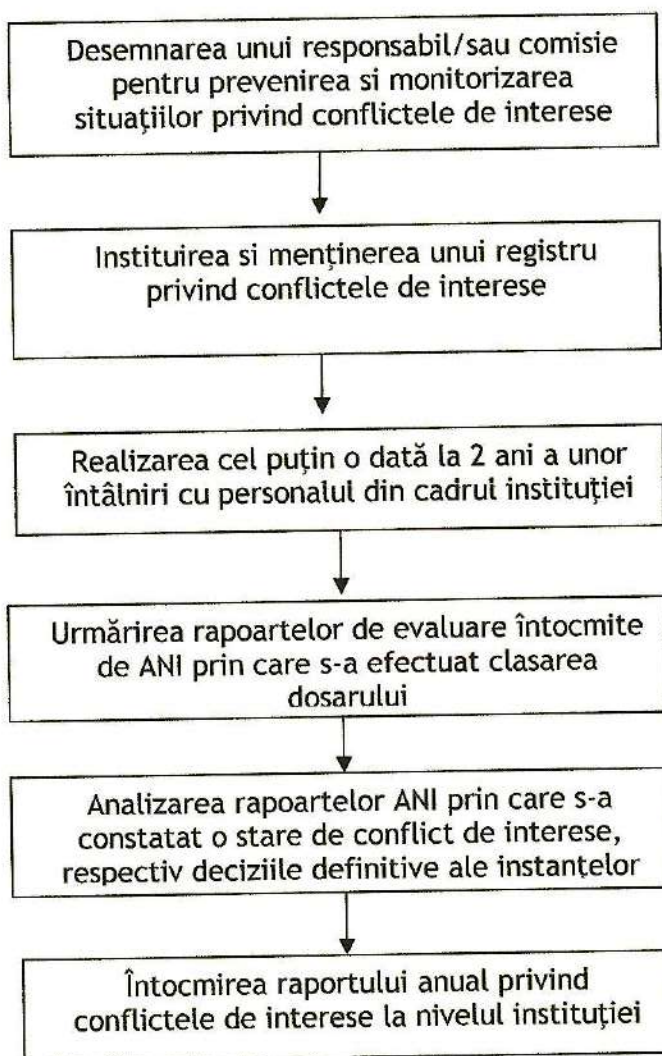 Desemnarea unui responsabil/sau comisie
pentru prevenirea si monitorizarea
situațiilor privind conflictele de interese
Instituirea si menținerea unui registru
privind conflictele de interese
Realizarea cel puțin o dată la 2 ani a unor
întâlniri cu personalul din cadrul instituției
Urmărirea rapoartelor de evaluare întocmite
de ANI prin care s-a efectuat clasarea
dosarului
Analizarea rapoartelor ANI prin care s-a
constatat o stare de conflict de interese,
respectiv deciziile definitive ale instanțelor
Întocmirea raportului anual privind
conflictele de interese la nivelul instituției